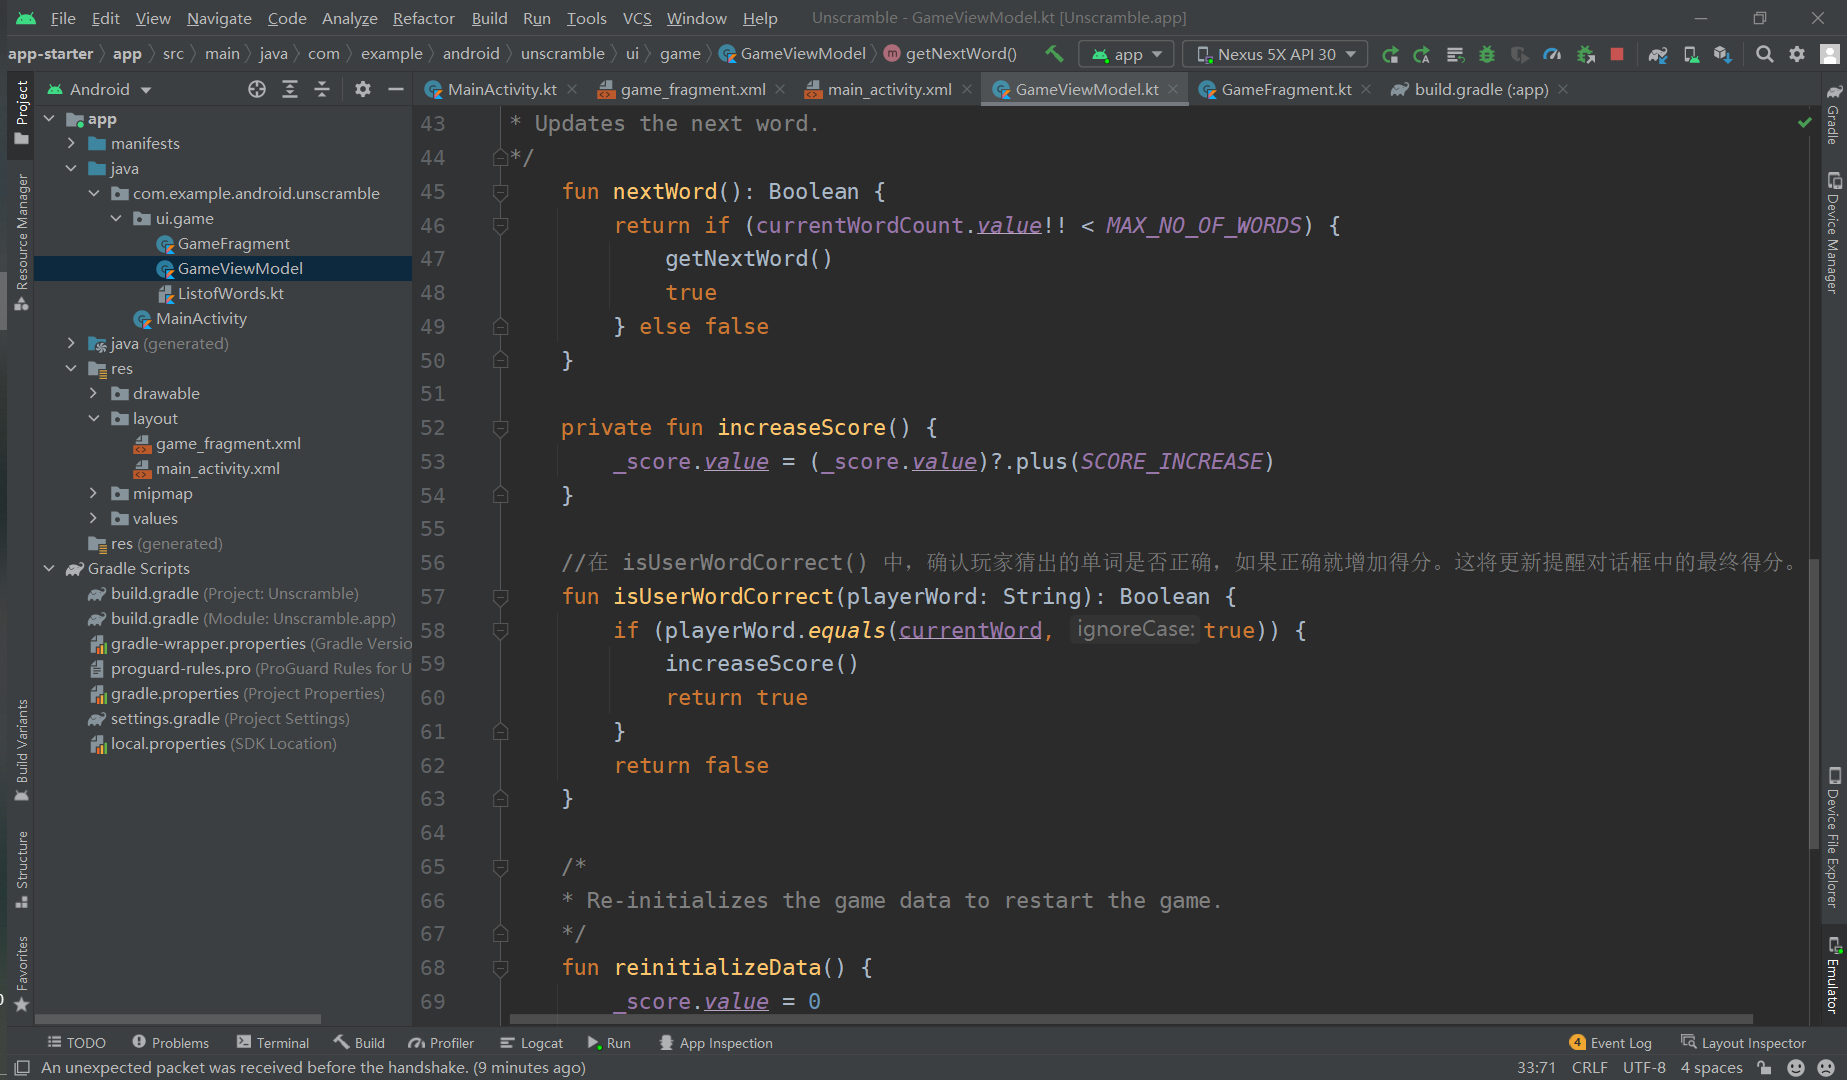 File Edit View Navigate Code Analyze Refactor Build Run Tools VCS Window Help Unscramble - GameViewModel.kt [Unscramble.app]
app-starter app src main java com example android unscramble ui game GameViewModel getNextWord() app Nexus 5X API 30
Android MainActivity.kt game_fragment.xml main_activity.xml GameViewModel.kt GameFragment.kt build.gradle (:app)
Project
Resource Manager
Build Variants
Structure
Favorites
app
manifests
java
com.example.android.unscramble
ui.game
GameFragment
GameViewModel
ListofWords.kt
MainActivity
java (generated)
res
drawable
layout
game_fragment.xml
main_activity.xml
mipmap
values
res (generated)
Gradle Scripts
build.gradle (Project: Unscramble)
build.gradle (Module: Unscramble.app)
gradle-wrapper.properties (Gradle Versio
proguard-rules.pro (ProGuard Rules for U
gradle.properties (Project Properties)
settings.gradle (Project Settings)
local.properties (SDK Location)
43 * Updates the next word.
44 */
45 fun nextWord(): Boolean {
46 return if (currentWordCount.value!! < MAX_NO_OF_WORDS) {
47 getNextWord()
48 true
49 } else false
50 }
51
52 private fun increaseScore() {
53 _score.value = (_score.value)?.plus(SCORE_INCREASE)
54 }
55
56 //在 isUserWordCorrect() 中，确认玩家猜出的单词是否正确，如果正确就增加得分。这将更新提醒对话框中的最终得分。
57 fun isUserWordCorrect(playerWord: String): Boolean {
58 if (playerWord.equals(currentWord, ignoreCase: true)) {
59 increaseScore()
60 return true
61 }
62 return false
63 }
64
65 /*
66 * Re-initializes the game data to restart the game.
67 */
68 fun reinitializeData() {
69 _score.value = 0
Gradle
Device Manager
Device File Explorer
Emulator
TODO Problems Terminal Build Profiler Logcat Run App Inspection 4 Event Log Layout Inspector
An unexpected packet was received before the handshake. (9 minutes ago) 33:71 CRLF UTF-8 4 spaces